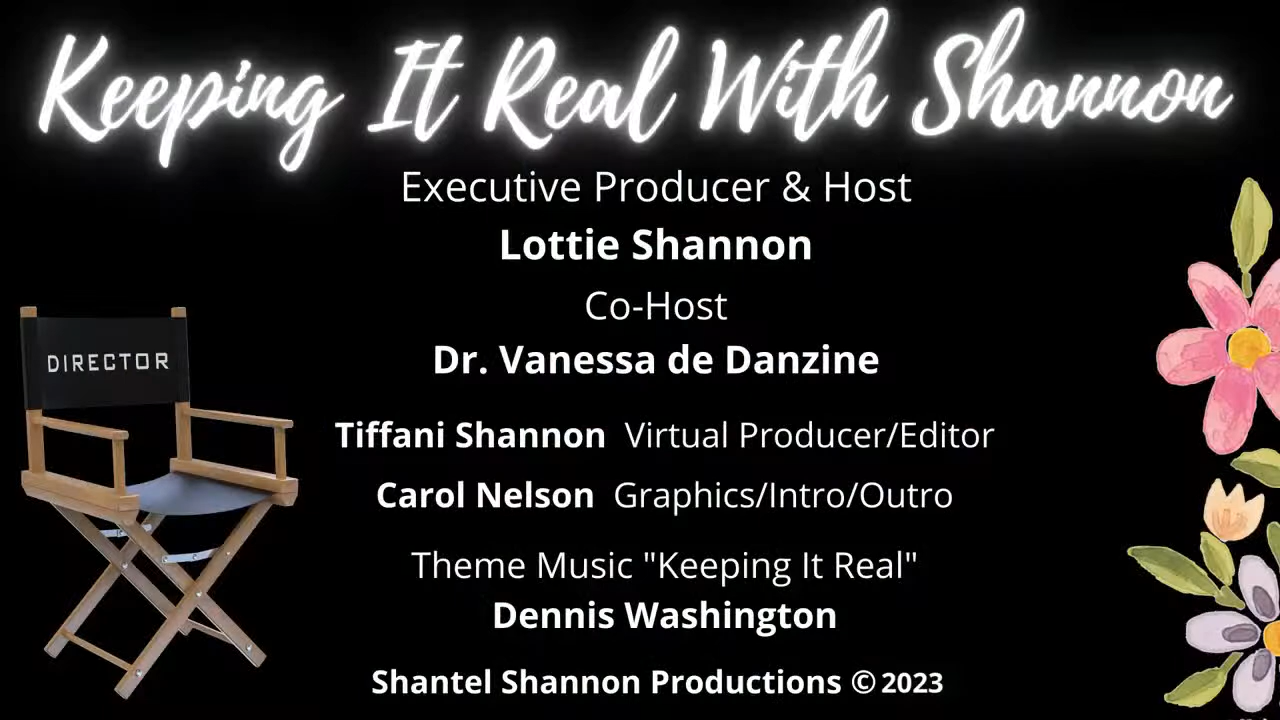 Keeping It Real With Shannon
Executive Producer & Host
Lottie Shannon
Co-Host
Dr. Vanessa de Danzine
DIRECTOR
Tiffani Shannon Virtual Producer/Editor
Carol Nelson Graphics/Intro/Outro
Theme Music "Keeping It Real"
Dennis Washington
Shantel Shannon Productions © 2023